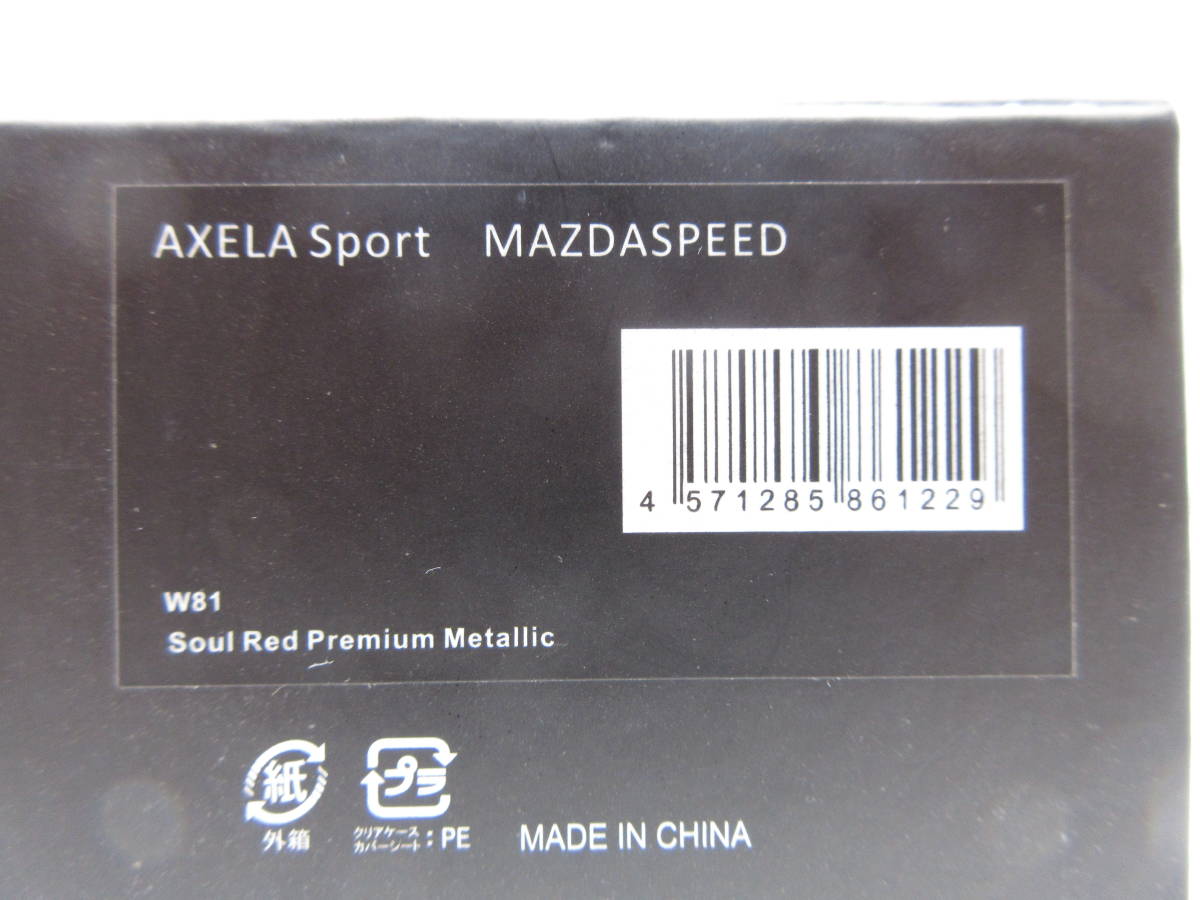 AXELA Sport MAZDASPEED
4 571285 861229
W81
Soul Red Premium Metallic
紙 プラ
外箱 クリアケース カバーシート : PE MADE IN CHINA